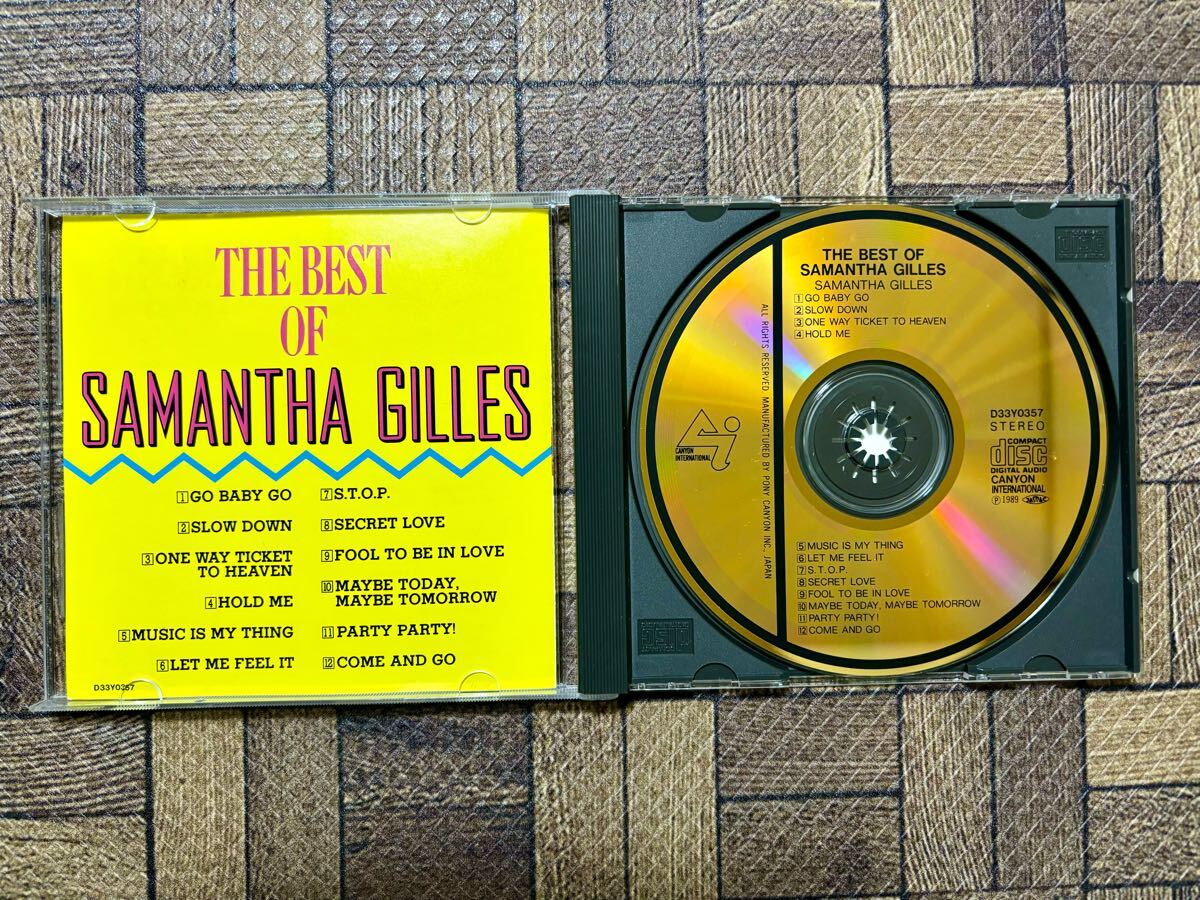 THE BEST
OF
SAMANTHA GILLES
1 GO BABY GO
2 SLOW DOWN
3 ONE WAY TICKET
TO HEAVEN
4 HOLD ME
5 MUSIC IS MY THING
6 LET ME FEEL IT
7 S.T.O.P.
8 SECRET LOVE
9 FOOL TO BE IN LOVE
10 MAYBE TODAY,
MAYBE TOMORROW
11 PARTY PARTY!
12 COME AND GO
D33Y0357
THE BEST OF
SAMANTHA GILLES
SAMANTHA GILLES
1 GO BABY GO
2 SLOW DOWN
3 ONE WAY TICKET TO HEAVEN
4 HOLD ME
ALL RIGHTS RESERVED. MANUFACTURED BY PONY CANYON INC. JAPAN
CANYON
INTERNATIONAL
D33Y0357
STEREO
COMPACT
disc
DIGITAL AUDIO
CANYON
INTERNATIONAL
Ⓟ 1989
5 MUSIC IS MY THING
6 LET ME FEEL IT
7 S.T.O.P.
8 SECRET LOVE
9 FOOL TO BE IN LOVE
10 MAYBE TODAY, MAYBE TOMORROW
11 PARTY PARTY!
12 COME AND GO